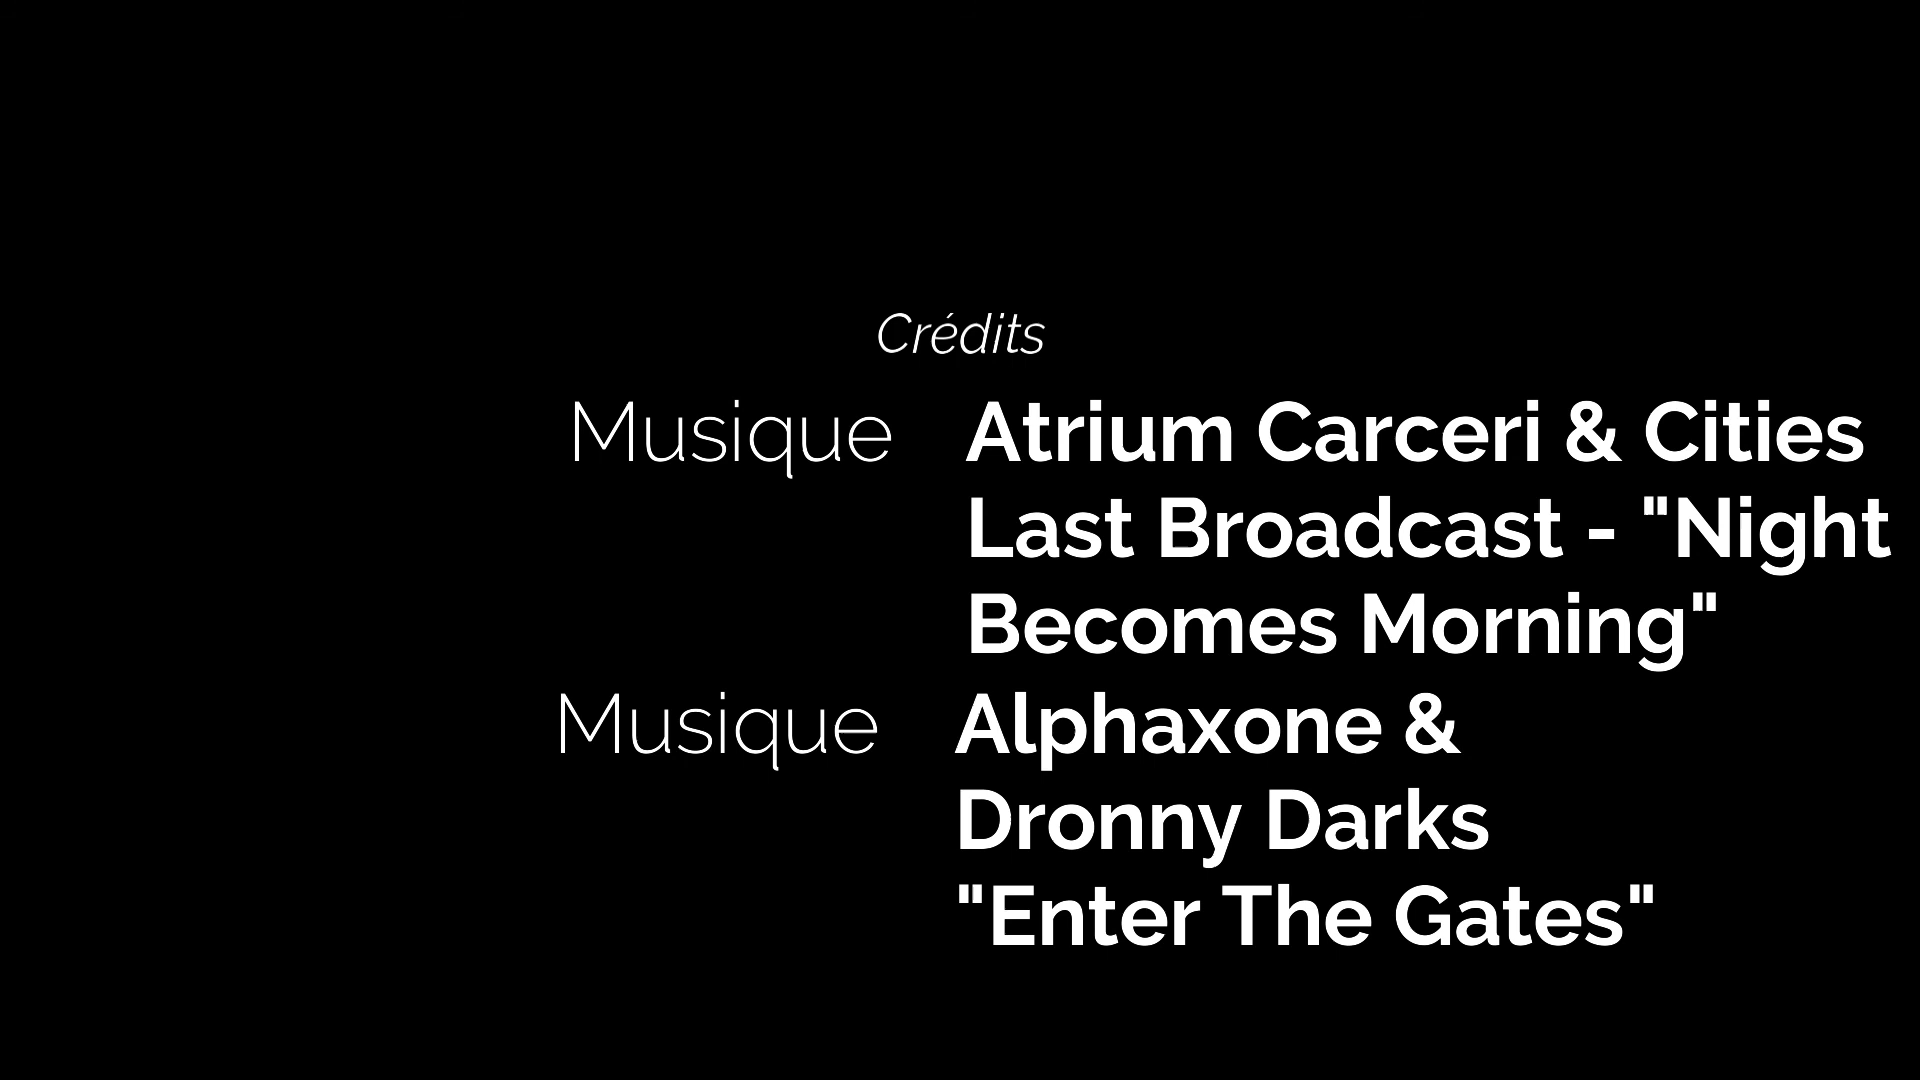 Crédits
Musique Atrium Carceri & Cities
Last Broadcast - "Night
Becomes Morning"
Musique Alphaxone &
Dronny Darks
"Enter The Gates"